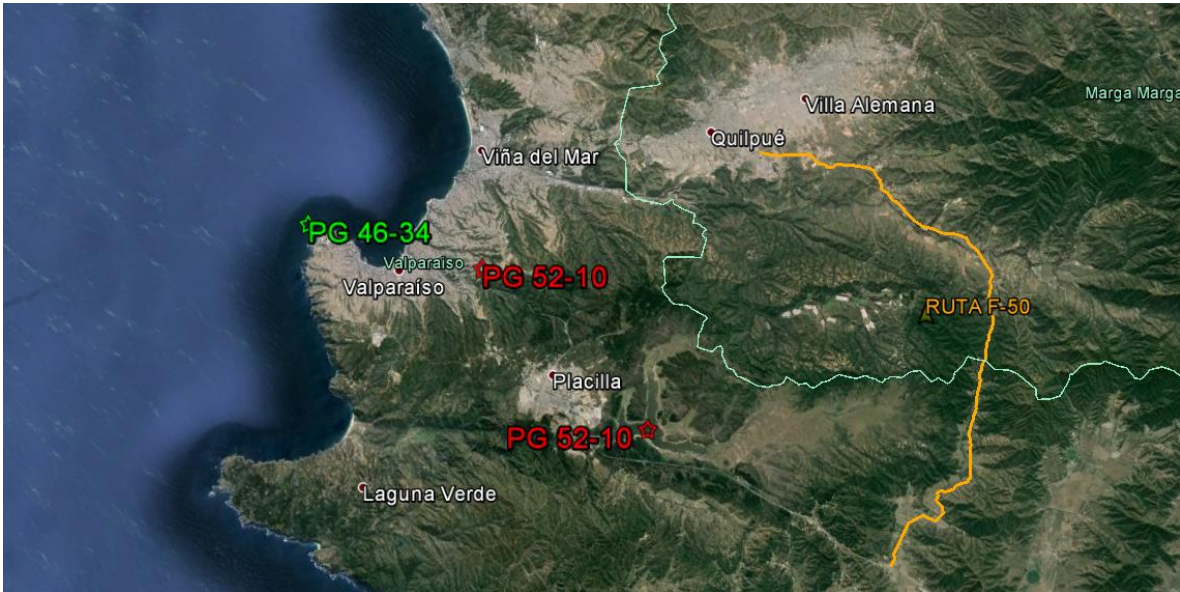 Villa Alemana
Marga Marga
Quilpué
Viña del Mar
PG 46-34
Valparaiso
PG 52-10
Valparaíso
RUTA F-50
Placilla
PG 52-10
Laguna Verde